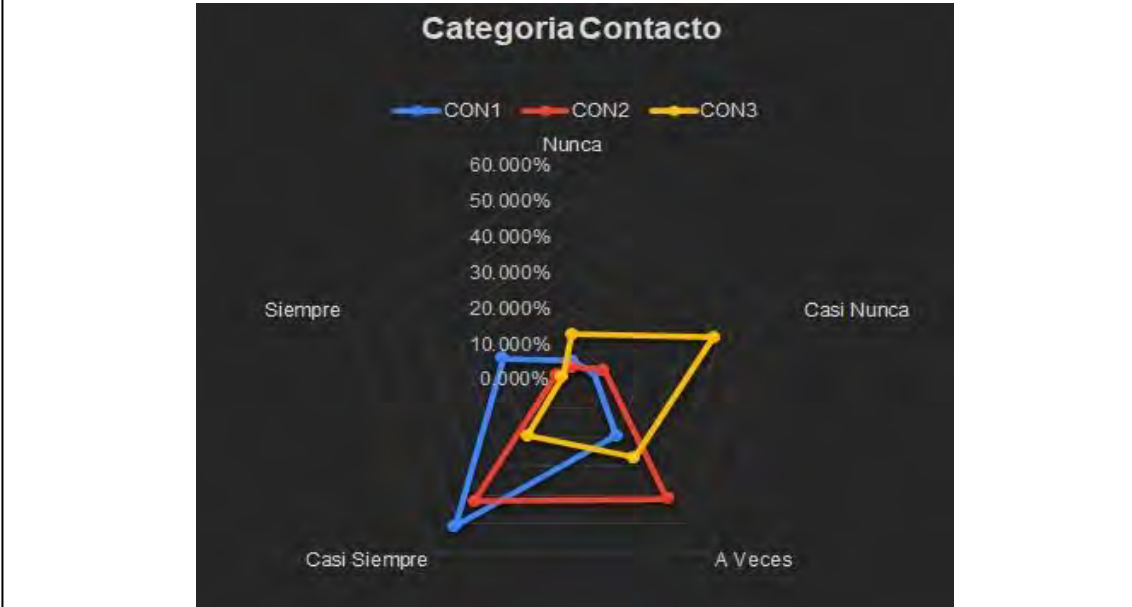 Categoria Contacto
CON1 CON2 CON3
Nunca
60.000%
50.000%
40.000%
30.000%
Siempre
20.000%
Casi Nunca
10.000%
0.000%
Casi Siempre
A Veces